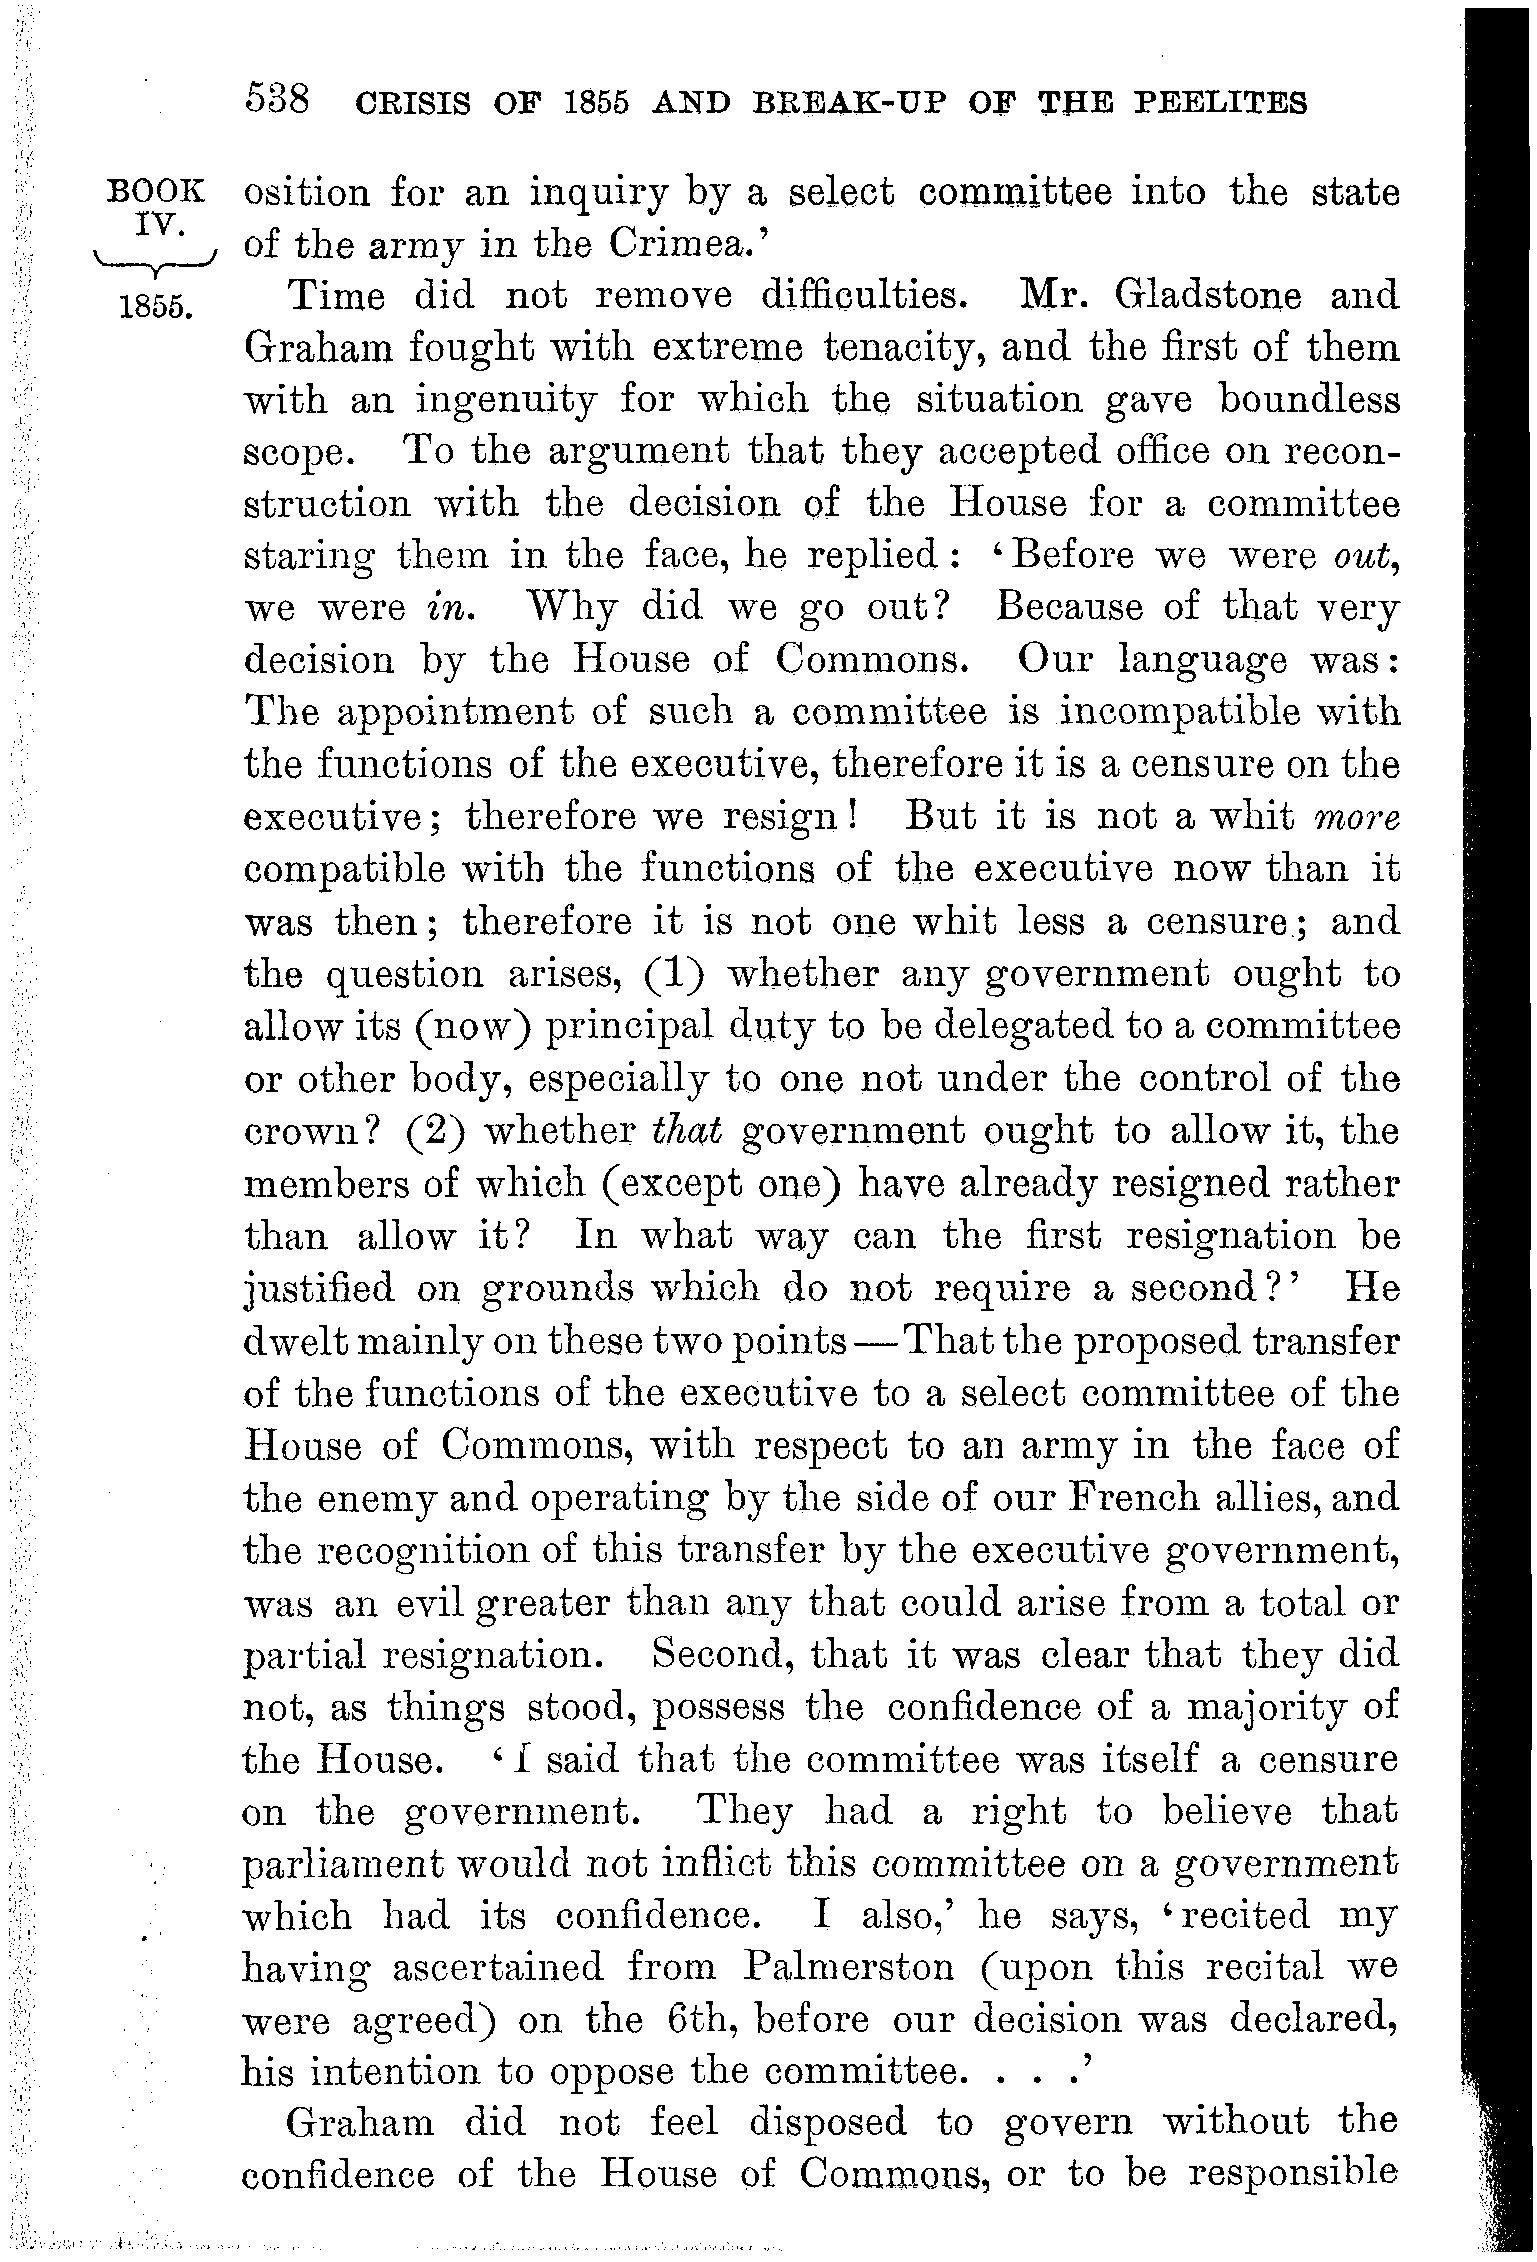 538 CRISIS OF 1855 AND BREAK-UP OF THE PEELITES
BOOK
IV.
1855.
osition for an inquiry by a select committee into the state
of the army in the Crimea.’
Time did not remove difficulties. Mr. Gladstone and
Graham fought with extreme tenacity, and the first of them
with an ingenuity for which the situation gave boundless
scope. To the argument that they accepted office on recon-
struction with the decision of the House for a committee
staring them in the face, he replied : ‘Before we were out,
we were in. Why did we go out? Because of that very
decision by the House of Commons. Our language was:
The appointment of such a committee is incompatible with
the functions of the executive, therefore it is a censure on the
executive; therefore we resign! But it is not a whit more
compatible with the functions of the executive now than it
was then; therefore it is not one whit less a censure; and
the question arises, (1) whether any government ought to
allow its (now) principal duty to be delegated to a committee
or other body, especially to one not under the control of the
crown? (2) whether that government ought to allow it, the
members of which (except one) have already resigned rather
than allow it? In what way can the first resignation be
justified on grounds which do not require a second?’ He
dwelt mainly on these two points—That the proposed transfer
of the functions of the executive to a select committee of the
House of Commons, with respect to an army in the face of
the enemy and operating by the side of our French allies, and
the recognition of this transfer by the executive government,
was an evil greater than any that could arise from a total or
partial resignation. Second, that it was clear that they did
not, as things stood, possess the confidence of a majority of
the House. ‘I said that the committee was itself a censure
on the government. They had a right to believe that
parliament would not inflict this committee on a government
which had its confidence. I also,’ he says, ‘recited my
having ascertained from Palmerston (upon this recital we
were agreed) on the 6th, before our decision was declared,
his intention to oppose the committee. . . .’
Graham did not feel disposed to govern without the
confidence of the House of Commons, or to be responsible